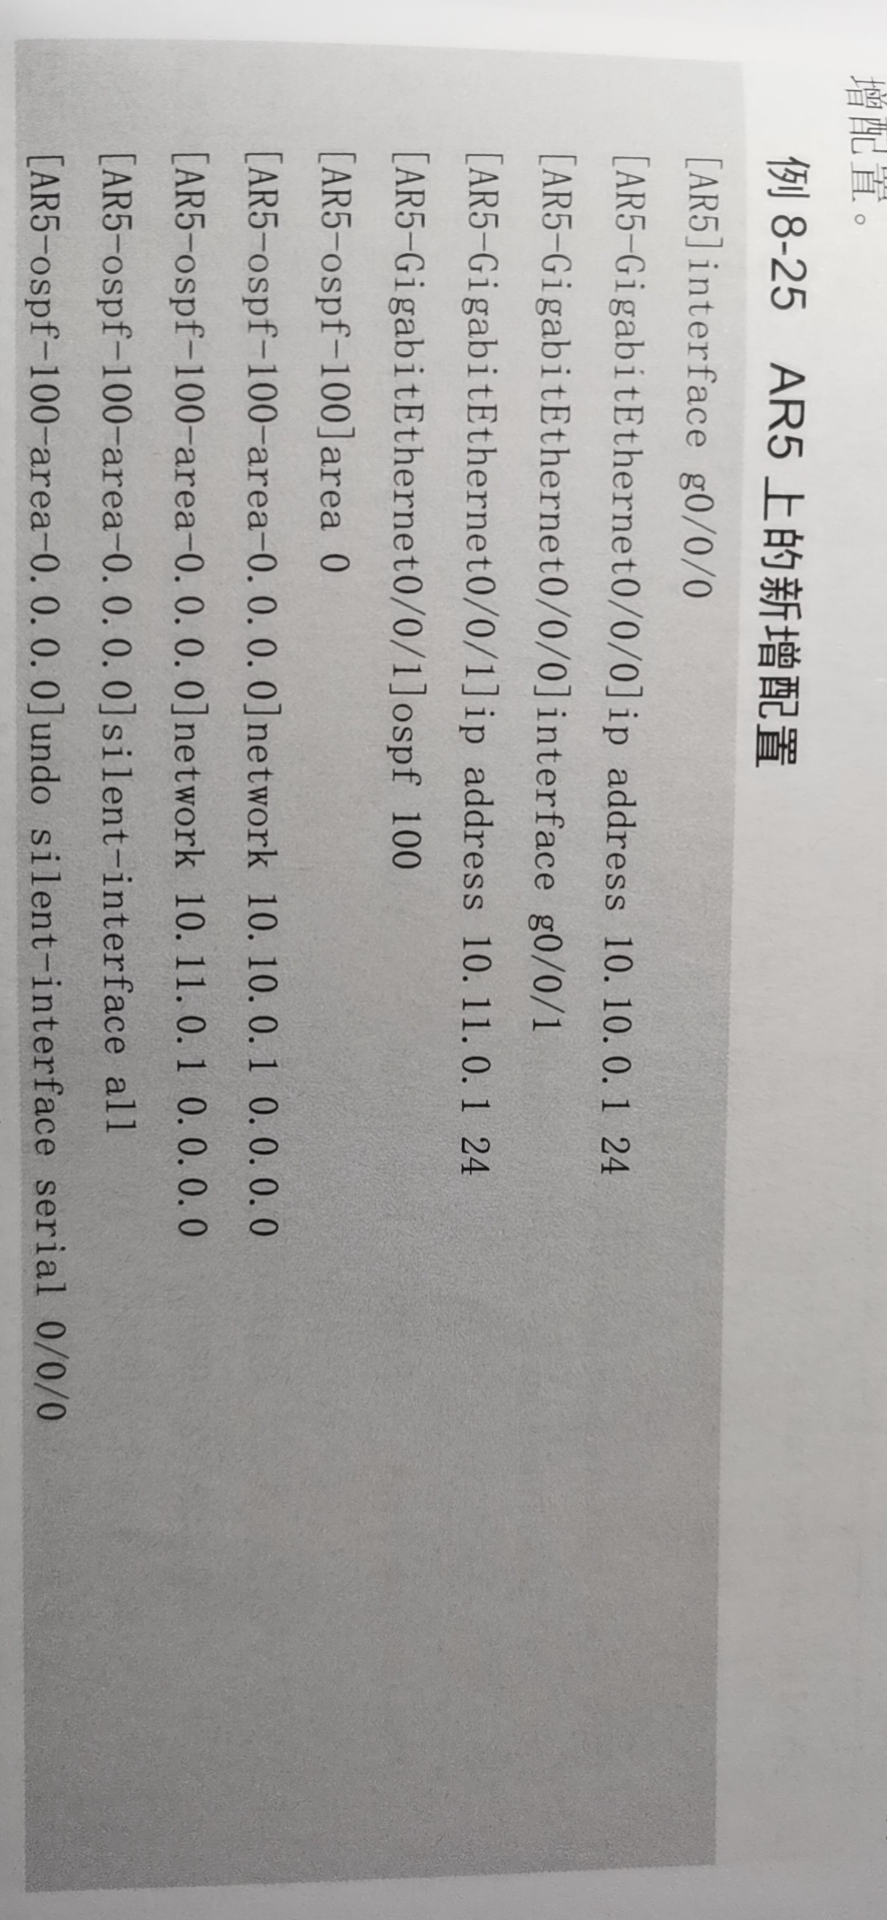 增配置。
例 8-25 AR5 上的新增配置
[AR5]interface g0/0/0
[AR5-GigabitEthernet0/0/0]ip address 10.10.0.1 24
[AR5-GigabitEthernet0/0/0]interface g0/0/1
[AR5-GigabitEthernet0/0/1]ip address 10.11.0.1 24
[AR5-GigabitEthernet0/0/1]ospf 100
[AR5-ospf-100]area 0
[AR5-ospf-100-area-0.0.0.0]network 10.10.0.1 0.0.0.0
[AR5-ospf-100-area-0.0.0.0]network 10.11.0.1 0.0.0.0
[AR5-ospf-100-area-0.0.0.0]silent-interface all
[AR5-ospf-100-area-0.0.0.0]undo silent-interface serial 0/0/0